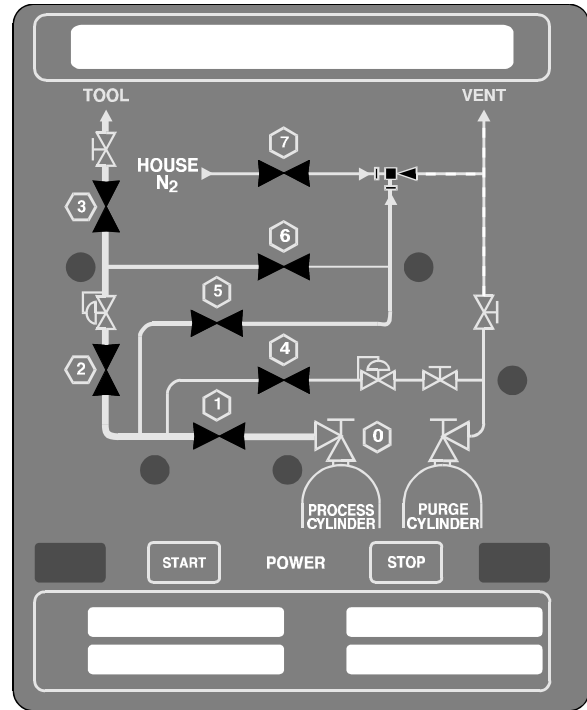 TOOL
VENT
7
HOUSE
N2
3
6
5
4
2
1
0
PROCESS
CYLINDER
PURGE
CYLINDER
START
POWER
STOP